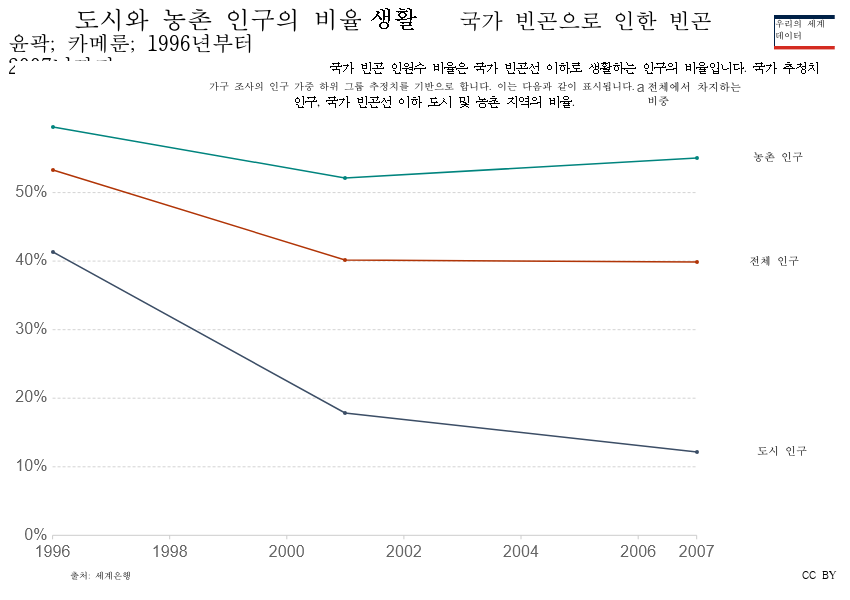 도시와 농촌 인구의 비율 생활 국가 빈곤으로 인한 빈곤
윤곽; 카메룬; 1996년부터
우리의 세계
데이터
국가 빈곤 인원수 비율은 국가 빈곤선 이하로 생활하는 인구의 비율입니다. 국가 추정치
가구 조사의 인구 가중 하위 그룹 추정치를 기반으로 합니다. 이는 다음과 같이 표시됩니다. a 전체에서 차지하는
비중
인구, 국가 빈곤선 이하 도시 및 농촌 지역의 비율.
농촌 인구
50%
전체 인구
40%
30%
20%
도시 인구
10%
0%
1996 1998 2000 2002 2004 2006 2007
출처: 세계은행
CC BY